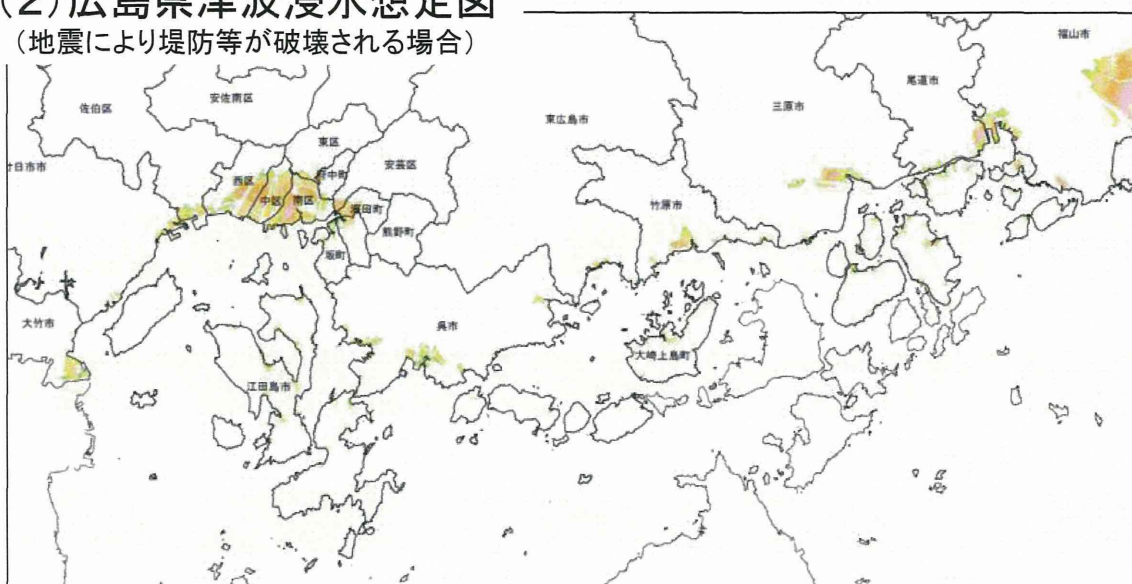 (2)広島県津波浸水想定図
(地震により堤防等が破壊される場合)
福山市
尾道市
三原市
東広島市
佐伯区
安佐南区
東区
安芸区
廿日市市
府中町
西区
中区
南区
海田町
竹原市
熊野町
坂町
大竹市
呉市
大崎上島町
江田島市